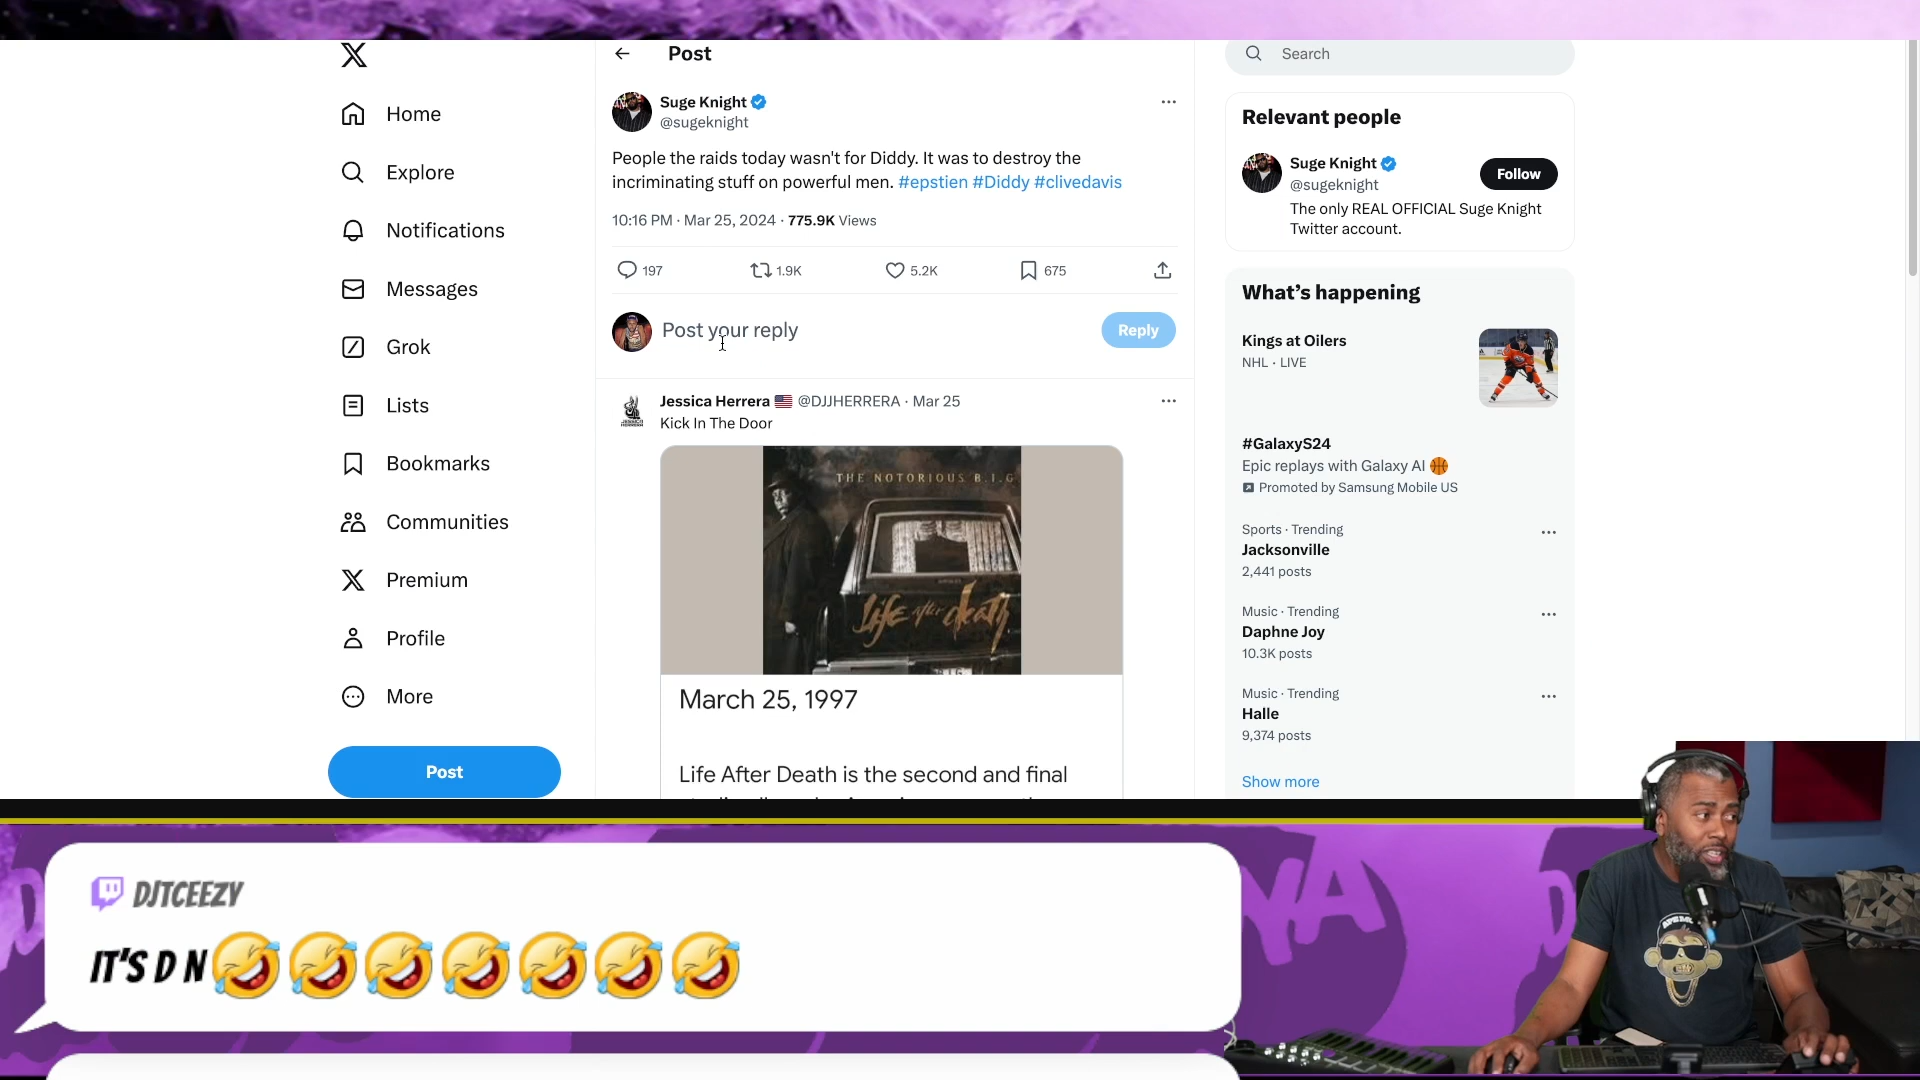 Home
Explore
Notifications
Messages
Grok
Lists
Bookmarks
Communities
Premium
Profile
More
Post
Post
Suge Knight
@sugeknight
People the raids today wasn't for Diddy. It was to destroy the
incriminating stuff on powerful men. #epstien #Diddy #clivedavis
10:16 PM · Mar 25, 2024 · 775.9K Views
197
1.9K
5.2K
675
Post your reply
Reply
Jessica Herrera @DJJHERRERA · Mar 25
Kick In The Door
THE NOTORIOUS B.I.G
Life after death
March 25, 1997
Life After Death is the second and final
Search
Relevant people
Suge Knight
@sugeknight
Follow
The only REAL OFFICIAL Suge Knight
Twitter account.
What's happening
Kings at Oilers
NHL · LIVE
#GalaxyS24
Epic replays with Galaxy AI 🏀
Promoted by Samsung Mobile US
Sports · Trending
Jacksonville
2,441 posts
Music · Trending
Daphne Joy
10.3K posts
Music · Trending
Halle
9,374 posts
Show more
DJTCEEZY
IT'S D N🤣🤣🤣🤣🤣🤣🤣